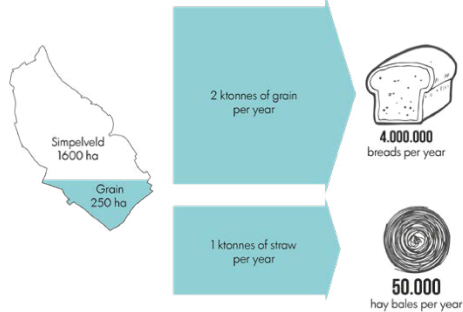 Simpelveld
1600 ha
Grain
250 ha
2 ktonnes of grain
per year
4.000.000
breads per year
1 ktonnes of straw
per year
50.000
hay bales per year